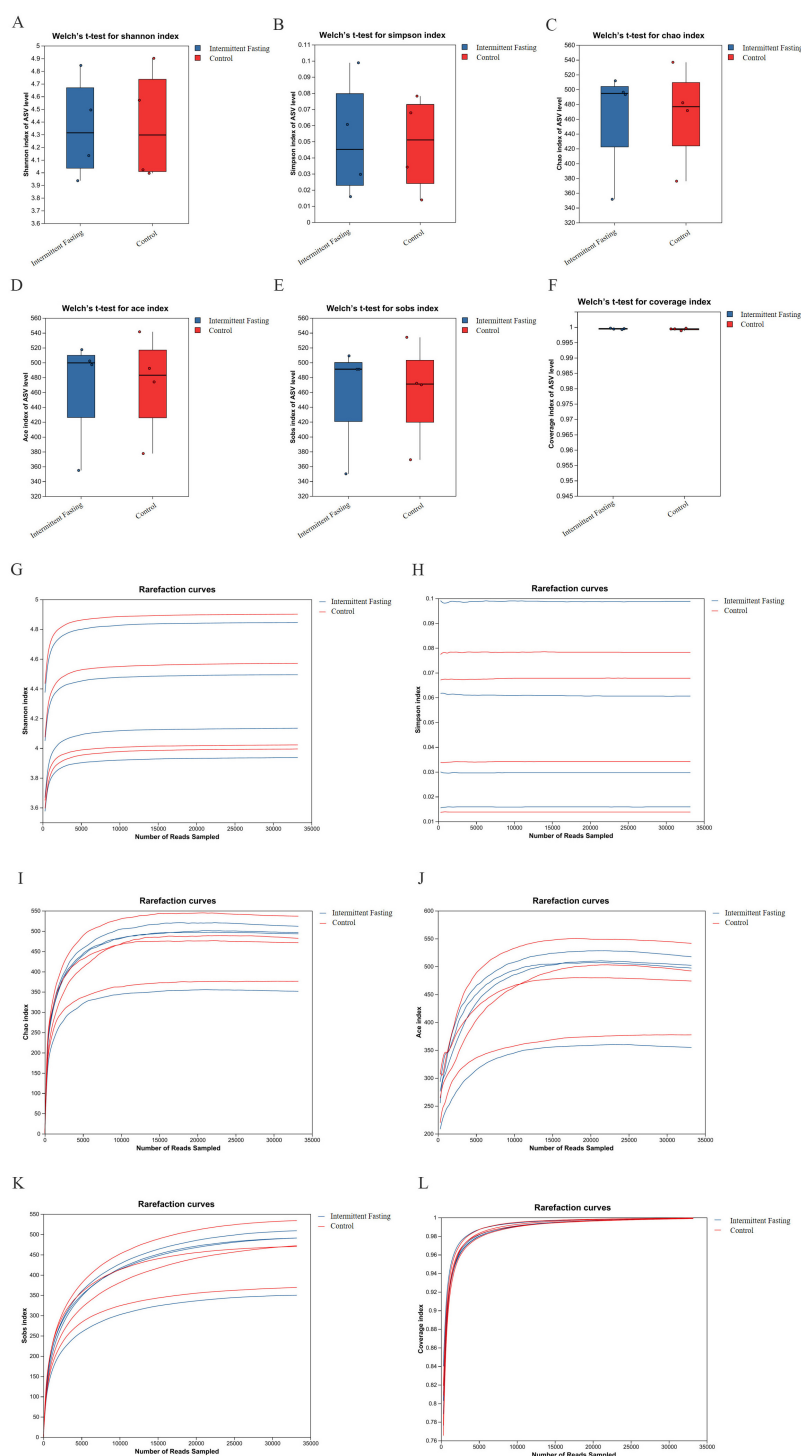 A
Welch's t-test for shannon index
Shannon index of ASV level
5
4.9
4.8
4.7
4.6
4.5
4.4
4.3
4.2
4.1
4
3.9
3.8
3.7
3.6
Intermittent Fasting
Control
Intermittent Fasting
Control
B
Welch's t-test for simpson index
Simpson index of ASV level
0.11
0.1
0.09
0.08
0.07
0.06
0.05
0.04
0.03
0.02
0.01
0
Intermittent Fasting
Control
Intermittent Fasting
Control
C
Welch's t-test for chao index
Chao index of ASV level
560
540
520
500
480
460
440
420
400
380
360
340
320
Intermittent Fasting
Control
Intermittent Fasting
Control
D
Welch's t-test for ace index
Ace index of ASV level
560
540
520
500
480
460
440
420
400
380
360
340
320
Intermittent Fasting
Control
Intermittent Fasting
Control
E
Welch's t-test for sobs index
Sobs index of ASV level
560
540
520
500
480
460
440
420
400
380
360
340
320
Intermittent Fasting
Control
Intermittent Fasting
Control
F
Welch's t-test for coverage index
Coverage index of ASV level
1
0.995
0.99
0.985
0.98
0.975
0.97
0.965
0.96
0.955
0.95
0.945
Intermittent Fasting
Control
Intermittent Fasting
Control
G
Rarefaction curves
Shannon index
5
4.8
4.6
4.4
4.2
4
3.8
3.6
0
5000
10000
15000
20000
25000
30000
35000
Number of Reads Sampled
Intermittent Fasting
Control
H
Rarefaction curves
Simpson index
0.1
0.09
0.08
0.07
0.06
0.05
0.04
0.03
0.02
0.01
0
5000
10000
15000
20000
25000
30000
35000
Number of Reads Sampled
Intermittent Fasting
Control
I
Rarefaction curves
Chao index
550
500
450
400
350
300
250
200
150
100
50
0
0
5000
10000
15000
20000
25000
30000
35000
Number of Reads Sampled
Intermittent Fasting
Control
J
Rarefaction curves
Ace index
600
550
500
450
400
350
300
250
200
0
5000
10000
15000
20000
25000
30000
35000
Number of Reads Sampled
Intermittent Fasting
Control
K
Rarefaction curves
Sobs index
550
500
450
400
350
300
250
200
150
100
50
0
0
5000
10000
15000
20000
25000
30000
35000
Number of Reads Sampled
Intermittent Fasting
Control
L
Rarefaction curves
Coverage index
1
0.98
0.96
0.94
0.92
0.9
0.88
0.86
0.84
0.82
0.8
0.78
0.76
0
5000
10000
15000
20000
25000
30000
35000
Number of Reads Sampled
Intermittent Fasting
Control